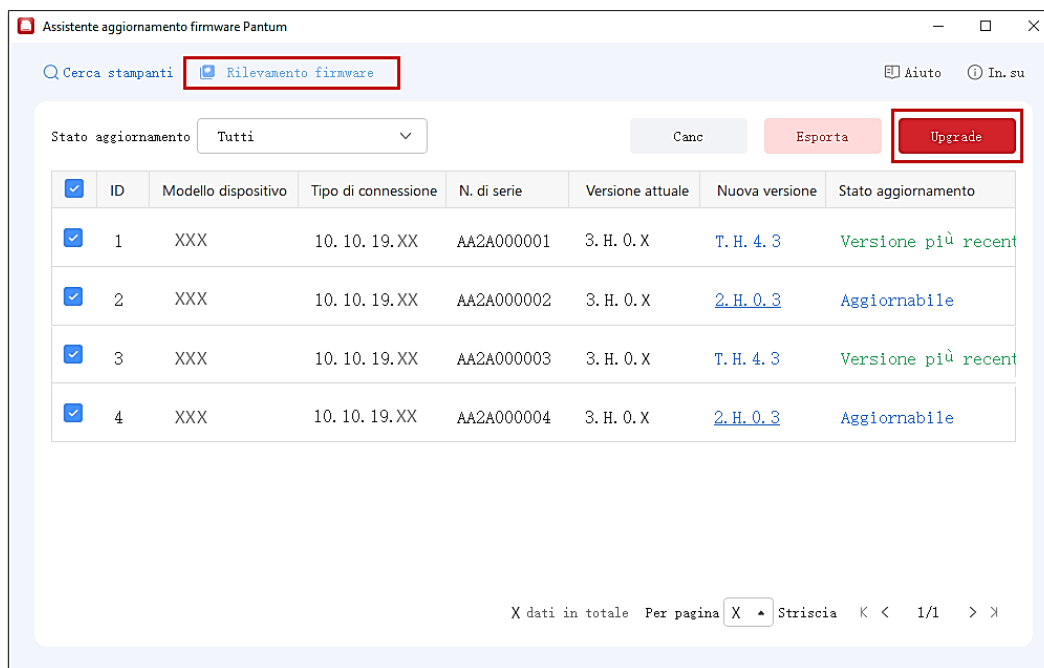 Assistente aggiornamento firmware Pantum
Cerca stampanti Rilevamento firmware Aiuto In. su
Stato aggiornamento Tutti Canc Esporta Upgrade
ID Modello dispositivo Tipo di connessione N. di serie Versione attuale Nuova versione Stato aggiornamento
1 XXX 10. 10. 19. XX AA2A000001 3. H. 0. X T. H. 4. 3 Versione più recent
2 XXX 10. 10. 19. XX AA2A000002 3. H. 0. X 2. H. 0. 3 Aggiornabile
3 XXX 10. 10. 19. XX AA2A000003 3. H. 0. X T. H. 4. 3 Versione più recent
4 XXX 10. 10. 19. XX AA2A000004 3. H. 0. X 2. H. 0. 3 Aggiornabile
X dati in totale Per pagina X Striscia 1/1